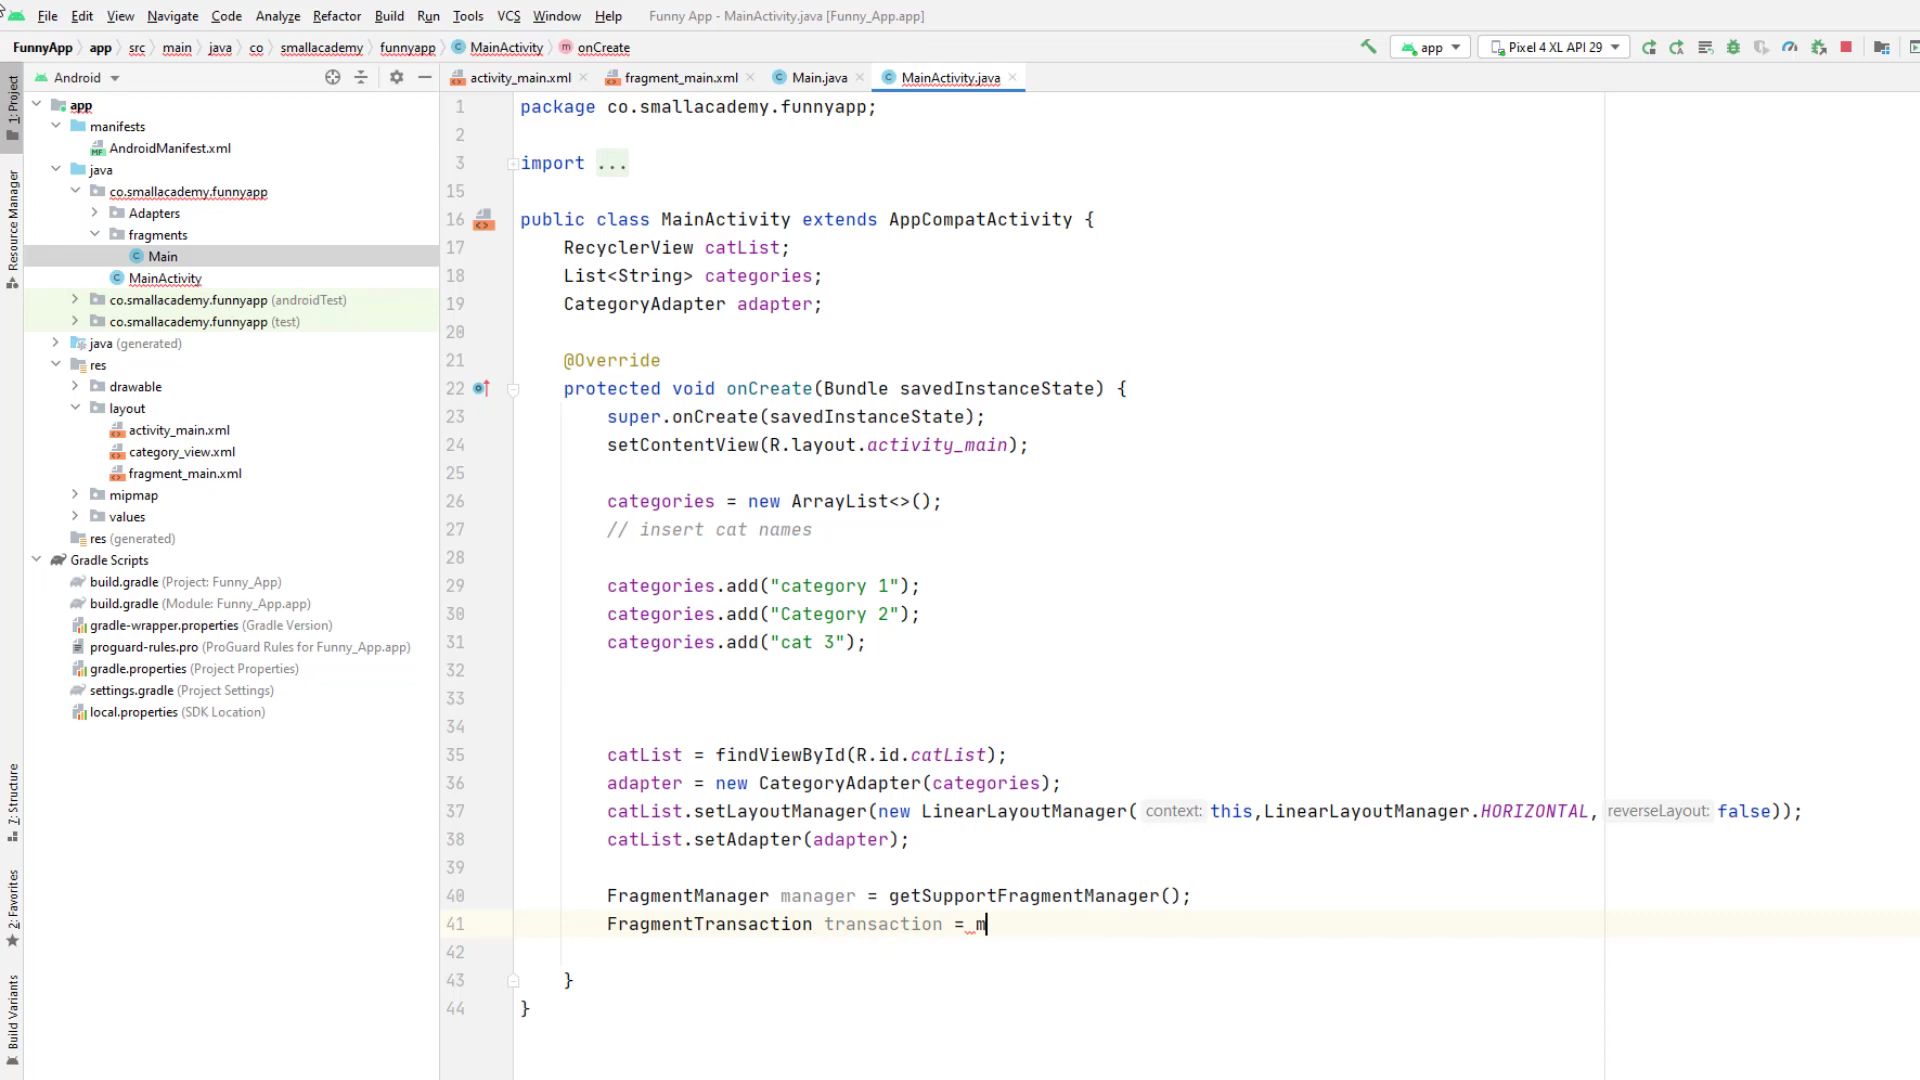 File Edit View Navigate Code Analyze Refactor Build Run Tools VCS Window Help Funny App - MainActivity.java [Funny_App.app]
FunnyApp app src main java co smallacademy funnyapp MainActivity onCreate app Pixel 4 XL API 29
Android
activity_main.xml fragment_main.xml Main.java MainActivity.java
1: Project
Resource Manager
7: Structure
2: Favorites
Build Variants
app
manifests
AndroidManifest.xml
java
co.smallacademy.funnyapp
Adapters
fragments
Main
MainActivity
co.smallacademy.funnyapp (androidTest)
co.smallacademy.funnyapp (test)
java (generated)
res
drawable
layout
activity_main.xml
category_view.xml
fragment_main.xml
mipmap
values
res (generated)
Gradle Scripts
build.gradle (Project: Funny_App)
build.gradle (Module: Funny_App.app)
gradle-wrapper.properties (Gradle Version)
proguard-rules.pro (ProGuard Rules for Funny_App.app)
gradle.properties (Project Properties)
settings.gradle (Project Settings)
local.properties (SDK Location)
1 package co.smallacademy.funnyapp;
2
3 import ...
15
16 public class MainActivity extends AppCompatActivity {
17 RecyclerView catList;
18 List<String> categories;
19 CategoryAdapter adapter;
20
21 @Override
22 protected void onCreate(Bundle savedInstanceState) {
23 super.onCreate(savedInstanceState);
24 setContentView(R.layout.activity_main);
25
26 categories = new ArrayList<>();
27 // insert cat names
28
29 categories.add("category 1");
30 categories.add("Category 2");
31 categories.add("cat 3");
32
33
34
35 catList = findViewById(R.id.catList);
36 adapter = new CategoryAdapter(categories);
37 catList.setLayoutManager(new LinearLayoutManager( context: this,LinearLayoutManager.HORIZONTAL, reverseLayout: false));
38 catList.setAdapter(adapter);
39
40 FragmentManager manager = getSupportFragmentManager();
41 FragmentTransaction transaction = m
42
43 }
44 }